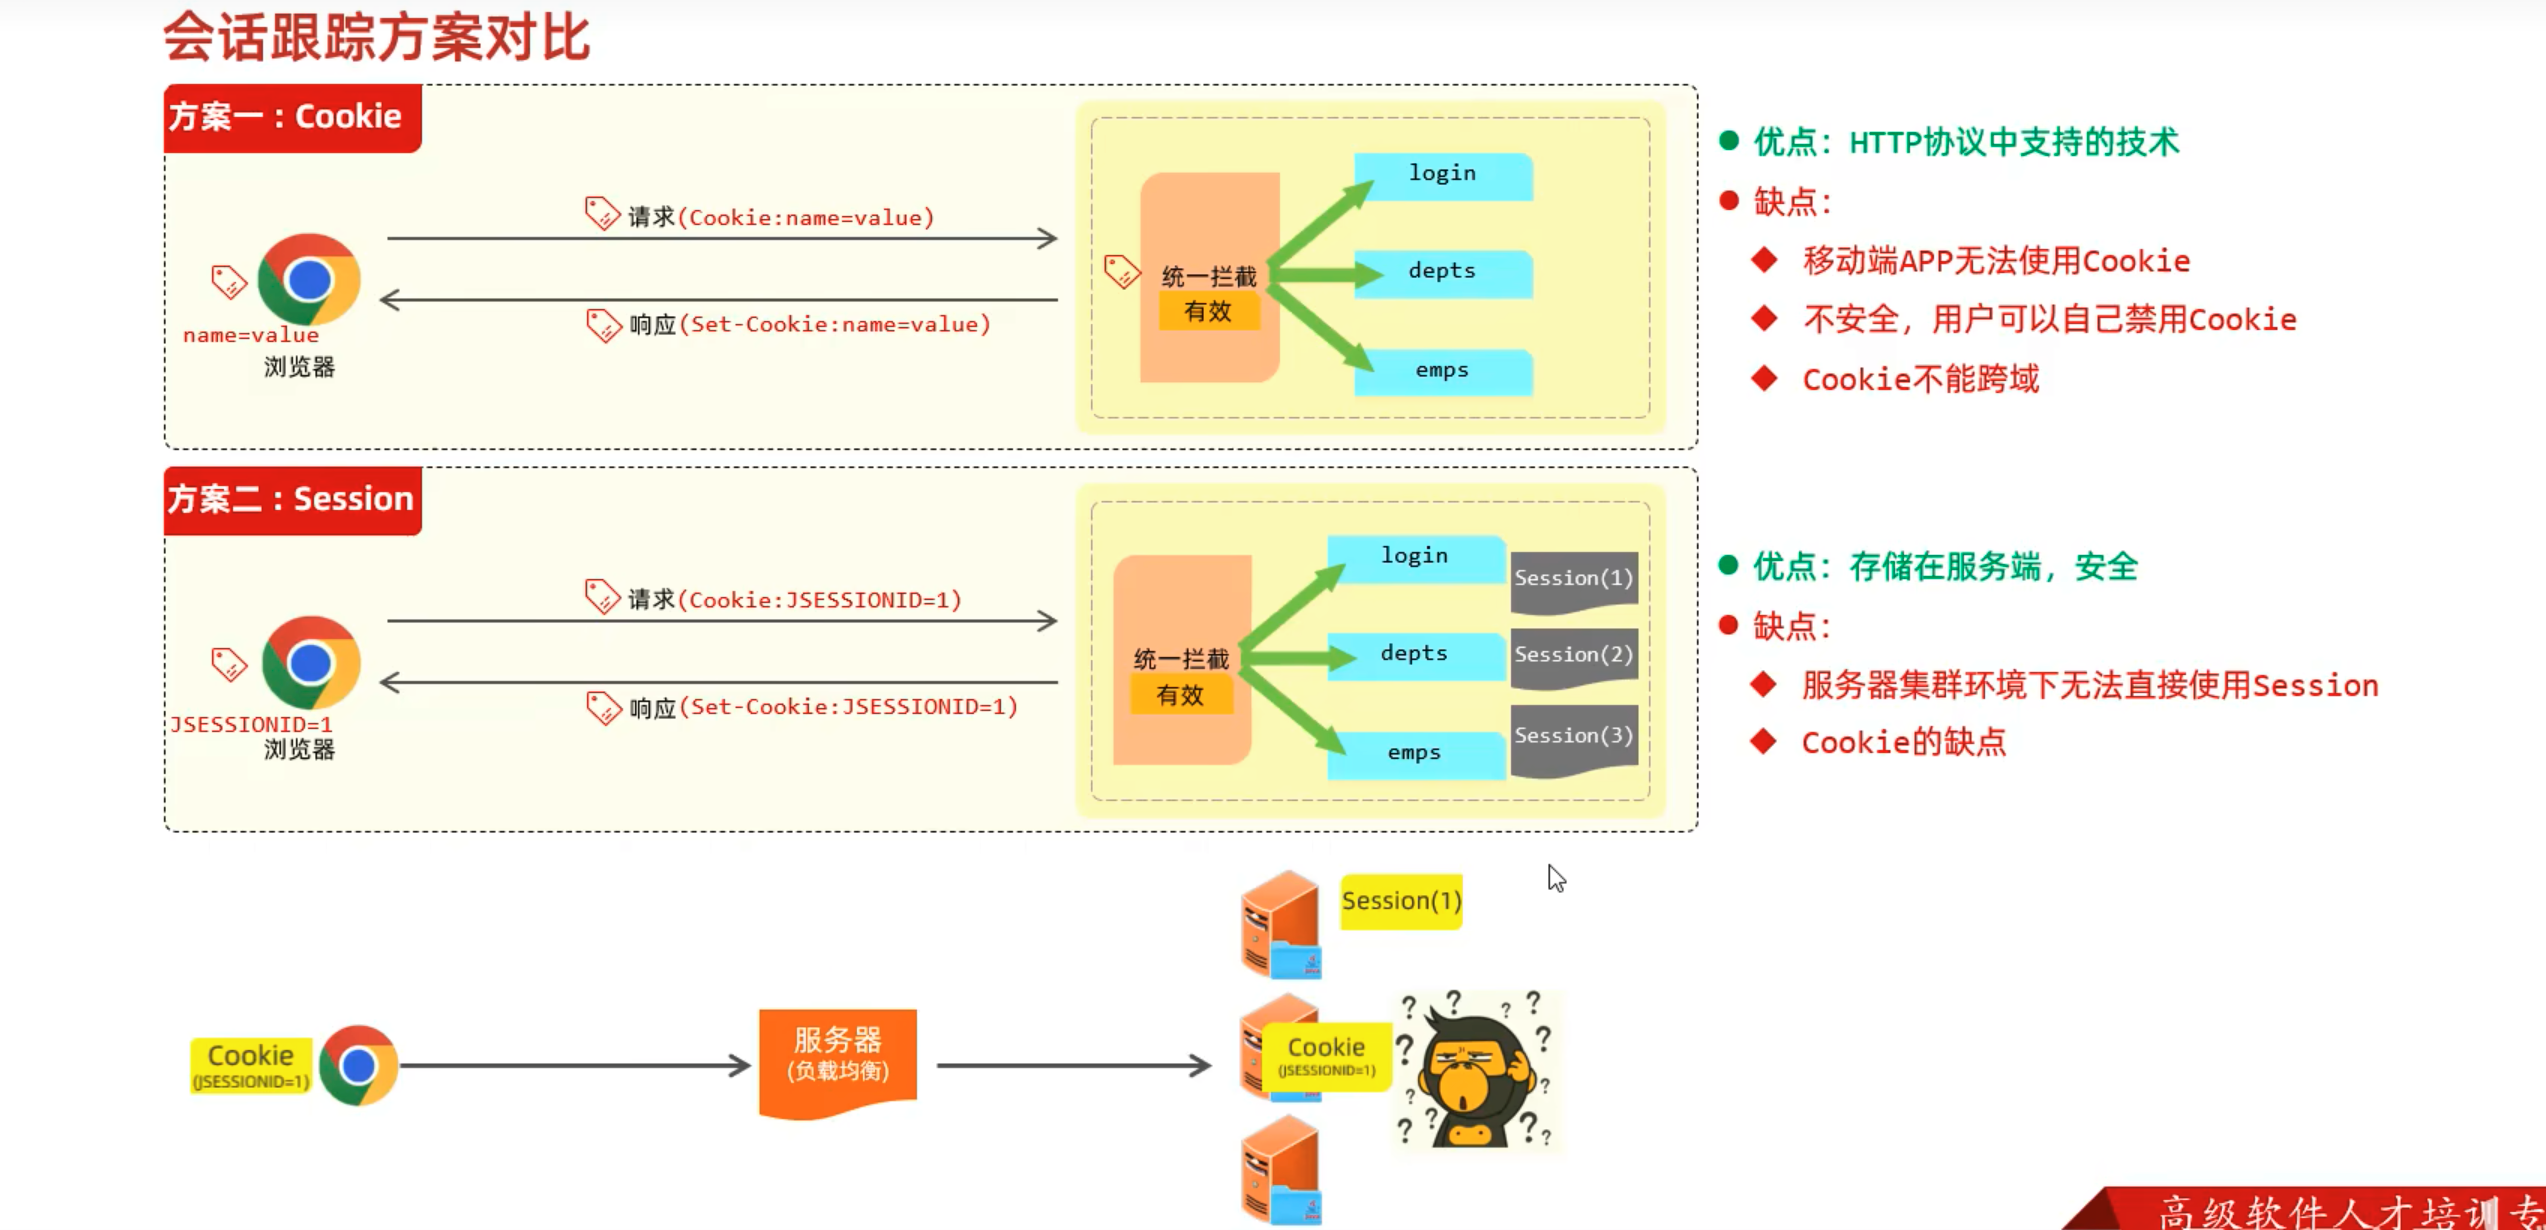 会话跟踪方案对比
方案一：Cookie
请求(Cookie:name=value)
响应(Set-Cookie:name=value)
name=value
浏览器
统一拦截
有效
login
depts
emps
优点：HTTP协议中支持的技术
缺点：
移动端APP无法使用Cookie
不安全，用户可以自己禁用Cookie
Cookie不能跨域
方案二：Session
请求(Cookie:JSESSIONID=1)
响应(Set-Cookie:JSESSIONID=1)
JSESSIONID=1
浏览器
统一拦截
有效
login
depts
emps
Session(1)
Session(2)
Session(3)
优点：存储在服务端，安全
缺点：
服务器集群环境下无法直接使用Session
Cookie的缺点
Cookie
(JSESSIONID=1)
服务器
(负载均衡)
Session(1)
Cookie
(JSESSIONID=1)
? ? ? ? ? ? ? ? ? ? ? ? ?
高级软件人才培训专